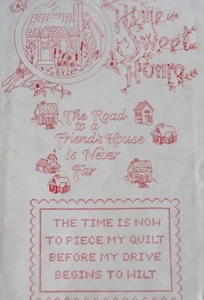 Home
Sweet
Home
The Road
to a
Friend's House
Is Never
Far
THE TIME IS NOW
TO PIECE MY QUILT
BEFORE MY DRIVE
BEGINS TO WILT